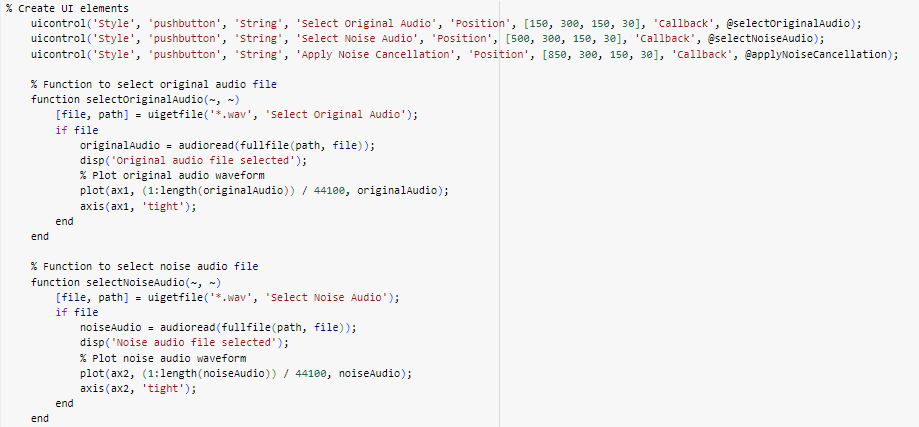 % Create UI elements
uicontrol('Style', 'pushbutton', 'String', 'Select Original Audio', 'Position', [150, 300, 150, 30], 'Callback', @selectOriginalAudio);
uicontrol('Style', 'pushbutton', 'String', 'Select Noise Audio', 'Position', [500, 300, 150, 30], 'Callback', @selectNoiseAudio);
uicontrol('Style', 'pushbutton', 'String', 'Apply Noise Cancellation', 'Position', [850, 300, 150, 30], 'Callback', @applyNoiseCancellation);
% Function to select original audio file
function selectOriginalAudio(~, ~)
[file, path] = uigetfile('*.wav', 'Select Original Audio');
if file
originalAudio = audioread(fullfile(path, file));
disp('Original audio file selected');
% Plot original audio waveform
plot(ax1, (1:length(originalAudio)) / 44100, originalAudio);
axis(ax1, 'tight');
end
end
% Function to select noise audio file
function selectNoiseAudio(~, ~)
[file, path] = uigetfile('*.wav', 'Select Noise Audio');
if file
noiseAudio = audioread(fullfile(path, file));
disp('Noise audio file selected');
% Plot noise audio waveform
plot(ax2, (1:length(noiseAudio)) / 44100, noiseAudio);
axis(ax2, 'tight');
end
end